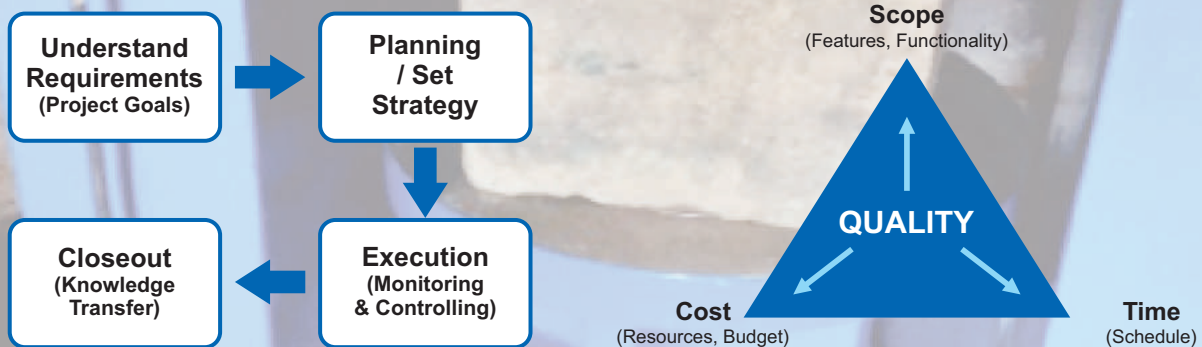 Understand
Requirements
(Project Goals)
Planning
/ Set
Strategy
Closeout
(Knowledge
Transfer)
Execution
(Monitoring
& Controlling)
Scope
(Features, Functionality)
QUALITY
Cost
(Resources, Budget)
Time
(Schedule)